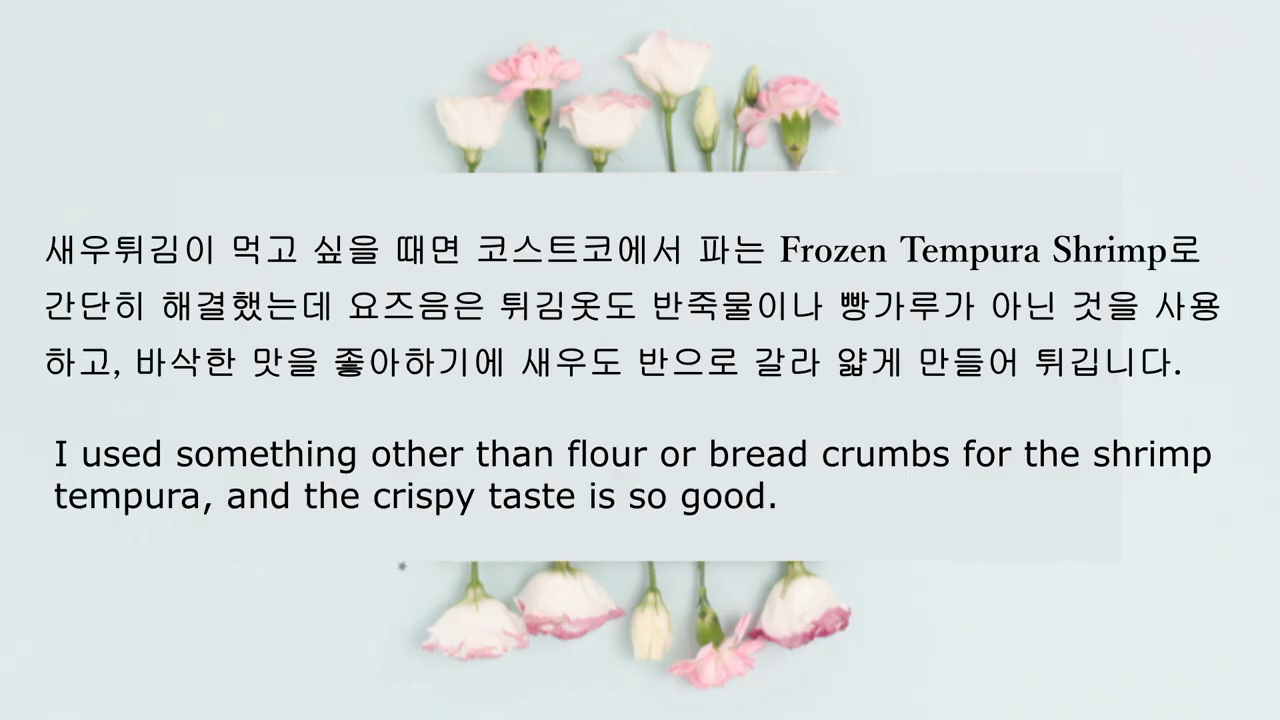 새우튀김이 먹고 싶을 때면 코스트코에서 파는 Frozen Tempura Shrimp로
간단히 해결했는데 요즈음은 튀김옷도 반죽물이나 빵가루가 아닌 것을 사용
하고, 바삭한 맛을 좋아하기에 새우도 반으로 갈라 얇게 만들어 튀깁니다.
I used something other than flour or bread crumbs for the shrimp
tempura, and the crispy taste is so good.